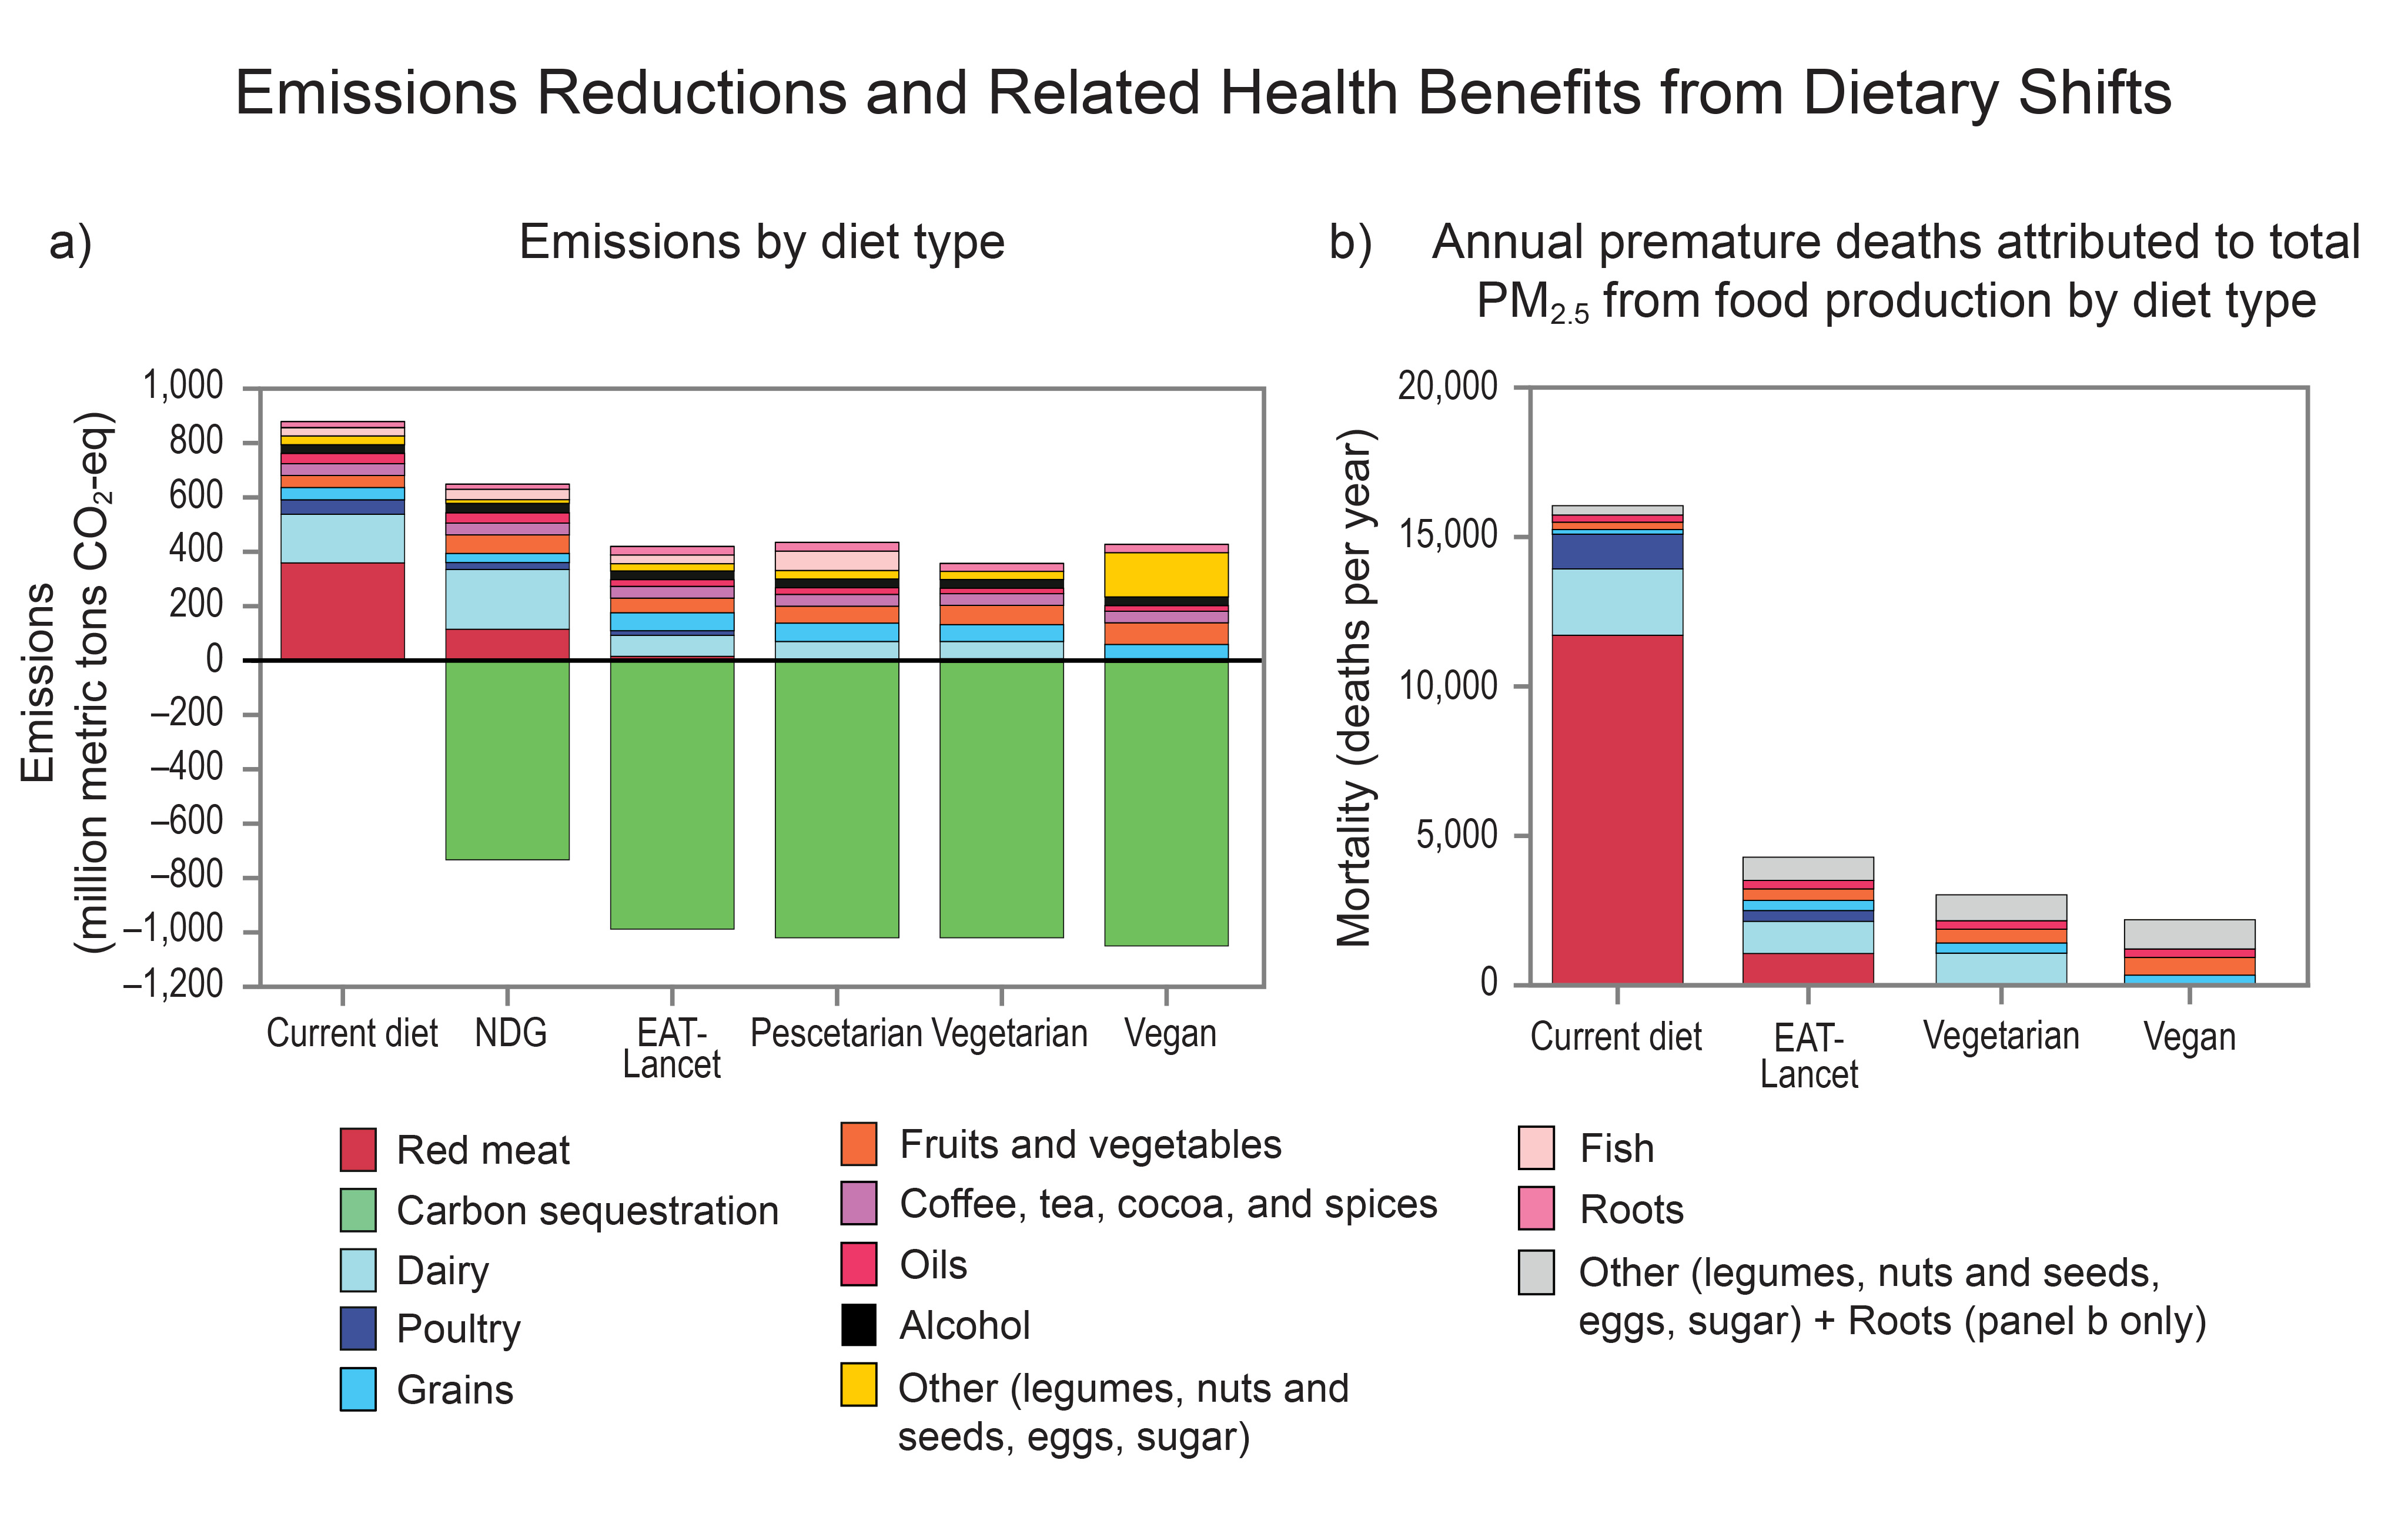 Emissions Reductions and Related Health Benefits from Dietary Shifts
a)
Emissions by diet type
Emissions
(million metric tons CO₂-eq)
1,000
800
600
400
200
0
–200
–400
–600
–800
–1,000
–1,200
Current diet
NDG
EAT-
Lancet
Pescetarian
Vegetarian
Vegan
b)
Annual premature deaths attributed to total
PM₂.₅ from food production by diet type
Mortality (deaths per year)
20,000
15,000
10,000
5,000
0
Current diet
EAT-
Lancet
Vegetarian
Vegan
Red meat
Carbon sequestration
Dairy
Poultry
Grains
Fruits and vegetables
Coffee, tea, cocoa, and spices
Oils
Alcohol
Other (legumes, nuts and
seeds, eggs, sugar)
Fish
Roots
Other (legumes, nuts and seeds,
eggs, sugar) + Roots (panel b only)